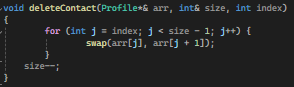 void deleteContact(Profile*& arr, int& size, int index)
{
for (int j = index; j < size - 1; j++) {
swap(arr[j], arr[j + 1]);
}
size--;
}